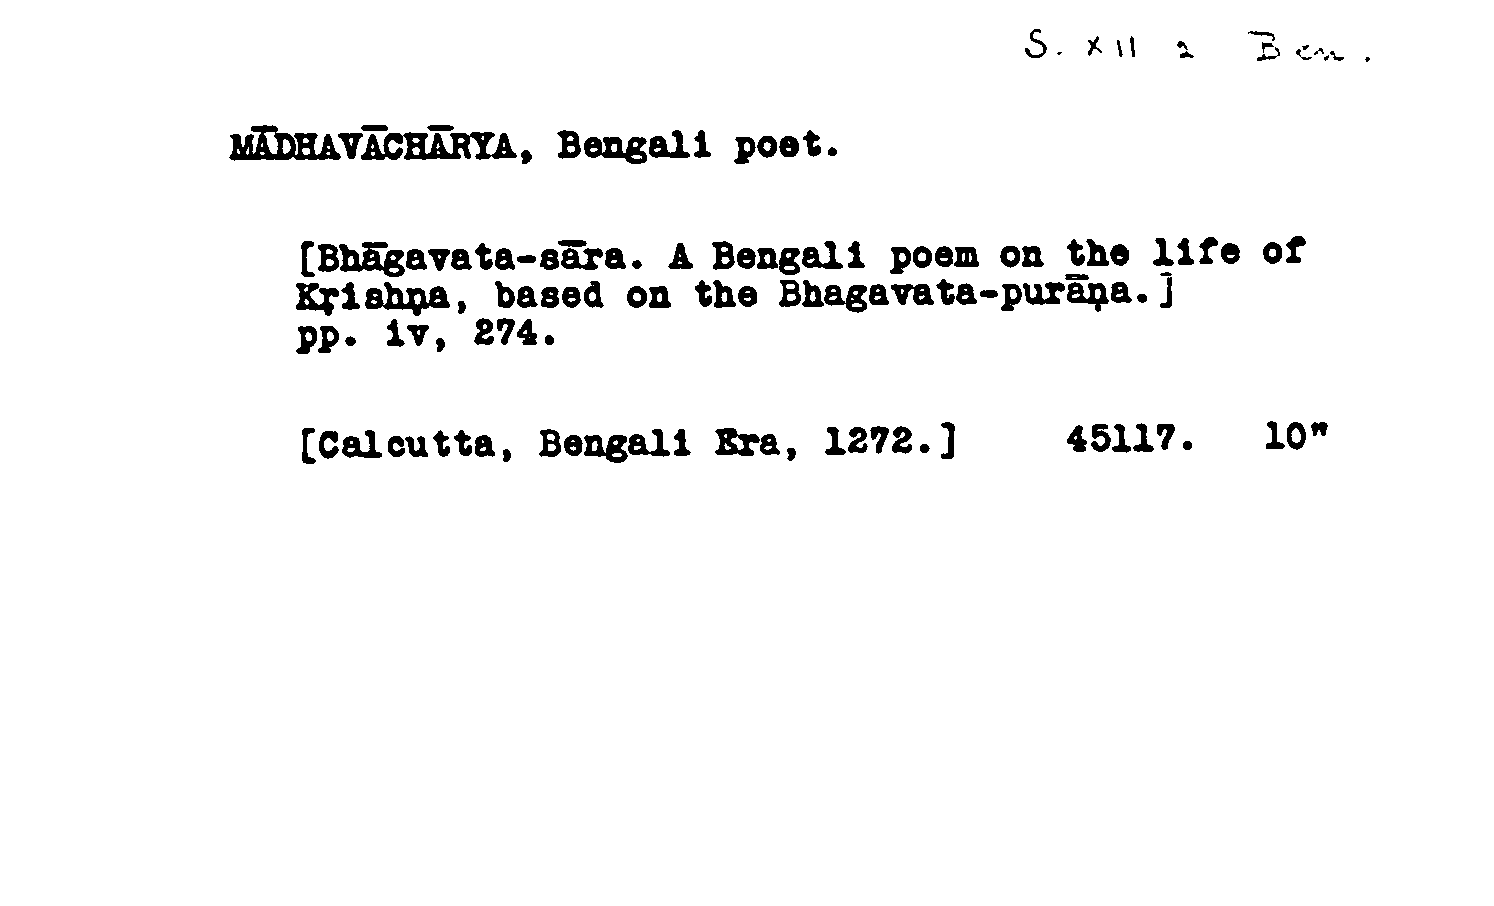 S. XII 2 Ben.
MĀDHAVĀCHĀRYA, Bengali poet.
[Bhāgavata-sāra. A Bengali poem on the life of
Kṛishṇa, based on the Bhagavata-purāṇa.]
pp. iv, 274.
[Calcutta, Bengali Era, 1272.] 45117. 10"